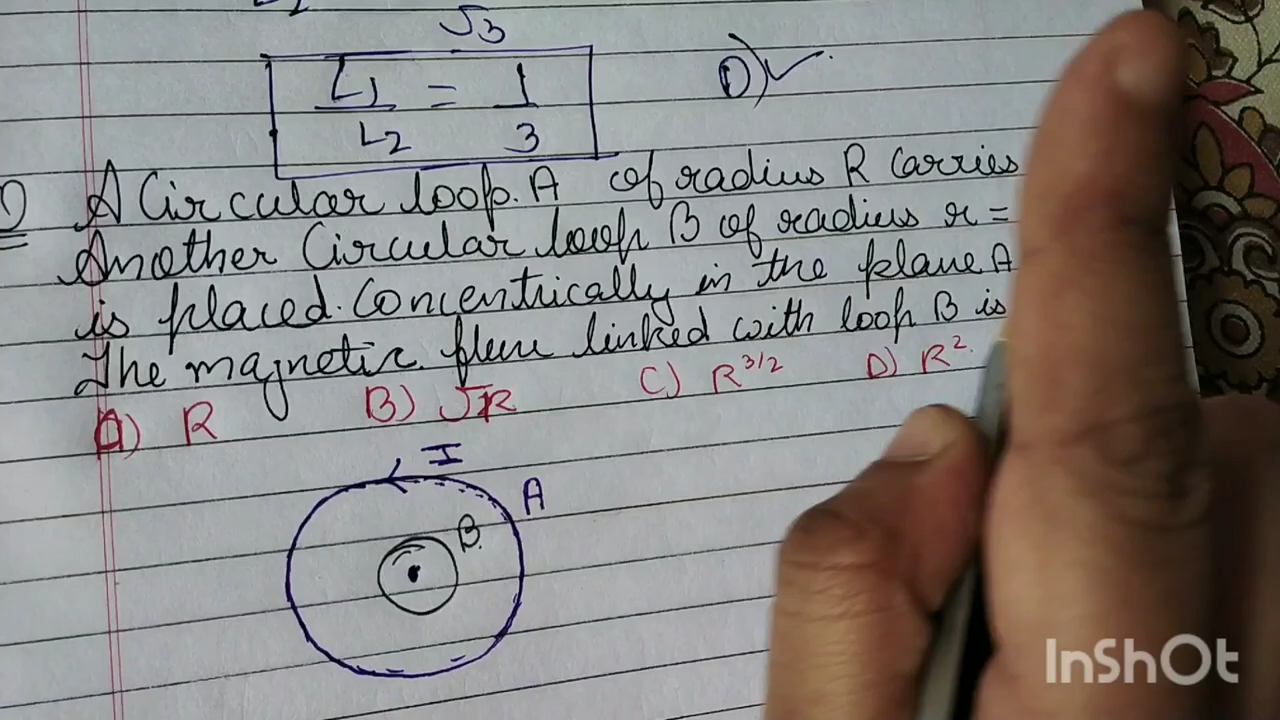 √3
L1 / L2 = 1 / 3 D) ✓
A Circular loop. A of radius R Carries
Another Circular loop B of radius r =
is placed. Concentrically in the plane A
The magnetic flux linked with loop B is
A) R B) √R C) R^3/2 D) R^2.
I
A
B.
InShOt